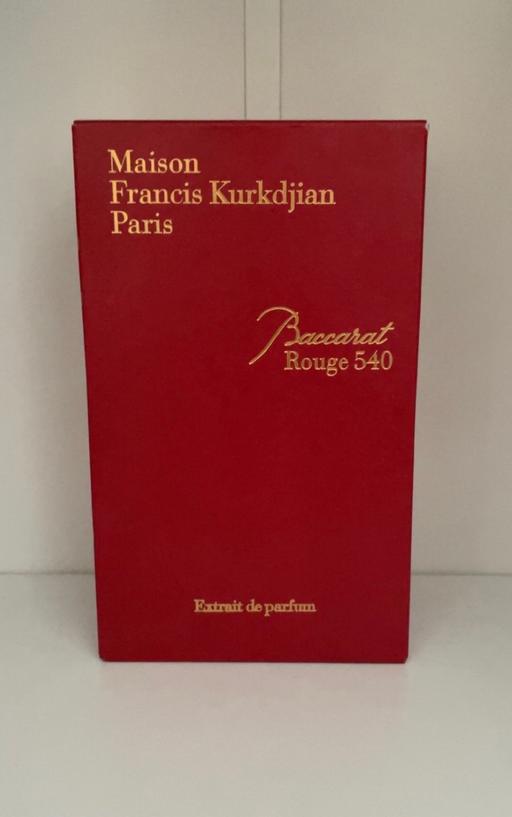 Maison
Francis Kurkdjian
Paris
Baccarat
Rouge 540
Extrait de parfum